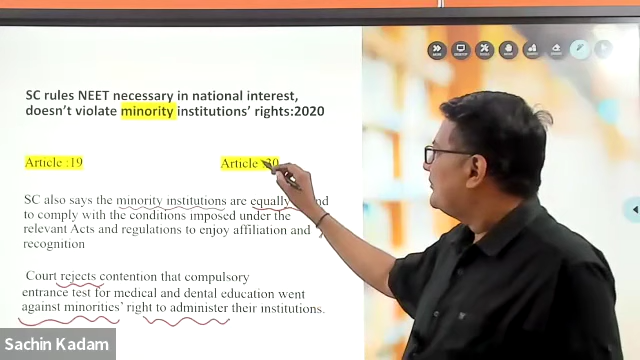 SC rules NEET necessary in national interest,
doesn't violate minority institutions' rights:2020
Article :19 Article :30
SC also says the minority institutions are equally
to comply with the conditions imposed under the
relevant Acts and regulations to enjoy affiliation and
recognition
Court rejects contention that compulsory
entrance test for medical and dental education went
against minorities' right to administer their institutions.
Sachin Kadam